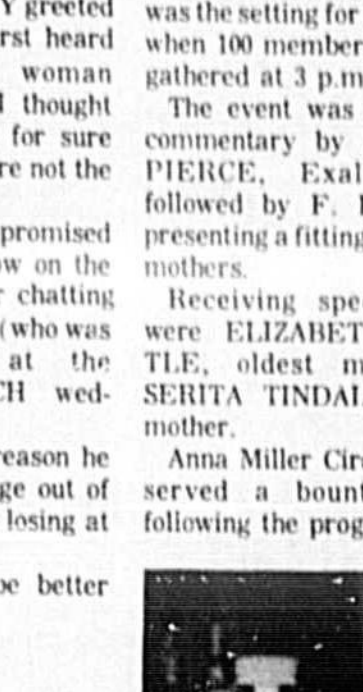 Y greeted
rst heard
woman
I thought
for sure
re not the
promised
ow on the
r chatting
(who was
at the
CH wed-
reason he
ge out of
losing at
be better
was the setting for
when 100 member
gathered at 3 p.m
The event was
commentary by
PIERCE, Exal
followed by F.
presenting a fitting
mothers.
Receiving spe
were ELIZABET
TLE, oldest m
SERITA TINDAL
mother.
Anna Miller Circ
served a bount
following the prog